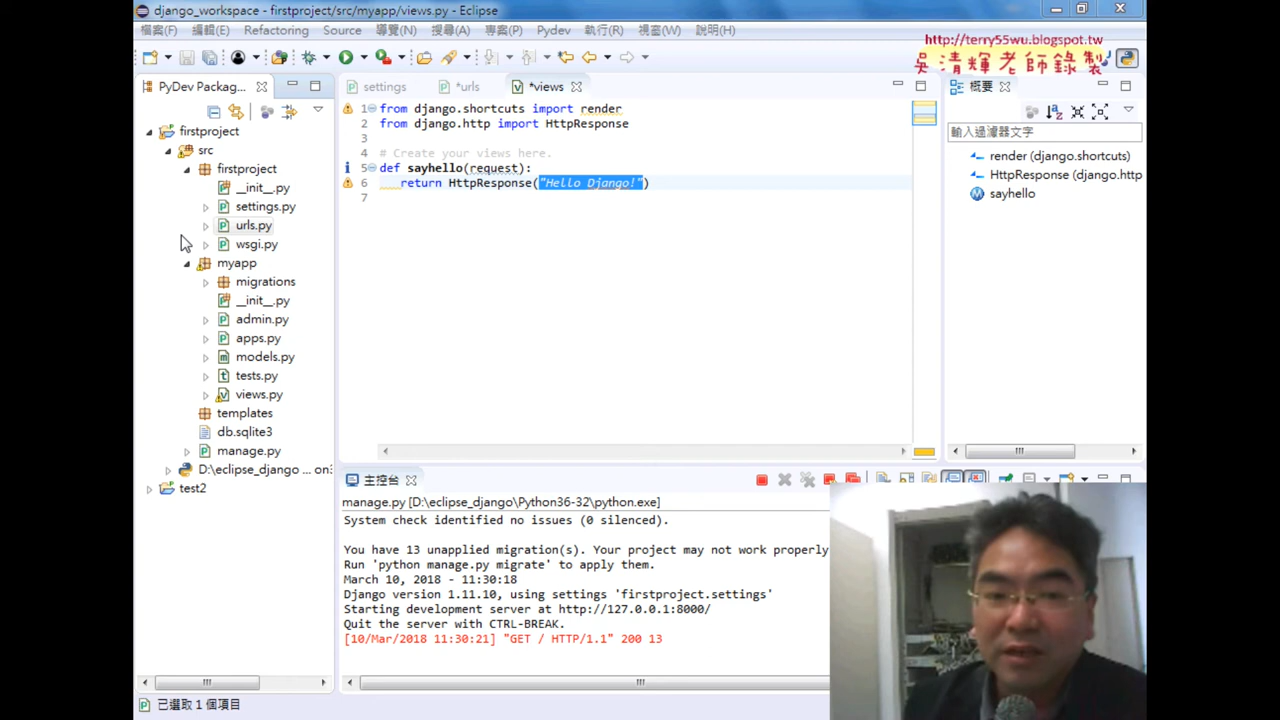 django_workspace - firstproject/src/myapp/views.py - Eclipse
檔案(F) 編輯(E) Refactoring Source 導覽(N) 搜尋(A) 專案(P) Pydev 執行(R) 視窗(W) 說明(H)
http://terry55wu.blogspot.tw
吳清輝老師錄製
PyDev Packag...
settings
*urls
*views
概要
firstproject
src
firstproject
__init__.py
settings.py
urls.py
wsgi.py
myapp
migrations
__init__.py
admin.py
apps.py
models.py
tests.py
views.py
templates
db.sqlite3
manage.py
D:\eclipse_django ... on:
test2
1 from django.shortcuts import render
2 from django.http import HttpResponse
3
4 # Create your views here.
5 def sayhello(request):
6 return HttpResponse("Hello Django!")
7
輸入過濾器文字
render (django.shortcuts)
HttpResponse (django.http
sayhello
主控台
manage.py [D:\eclipse_django\Python36-32\python.exe]
System check identified no issues (0 silenced).
You have 13 unapplied migration(s). Your project may not work properly
Run 'python manage.py migrate' to apply them.
March 10, 2018 - 11:30:18
Django version 1.11.10, using settings 'firstproject.settings'
Starting development server at http://127.0.0.1:8000/
Quit the server with CTRL-BREAK.
[10/Mar/2018 11:30:21] "GET / HTTP/1.1" 200 13
已選取 1 個項目